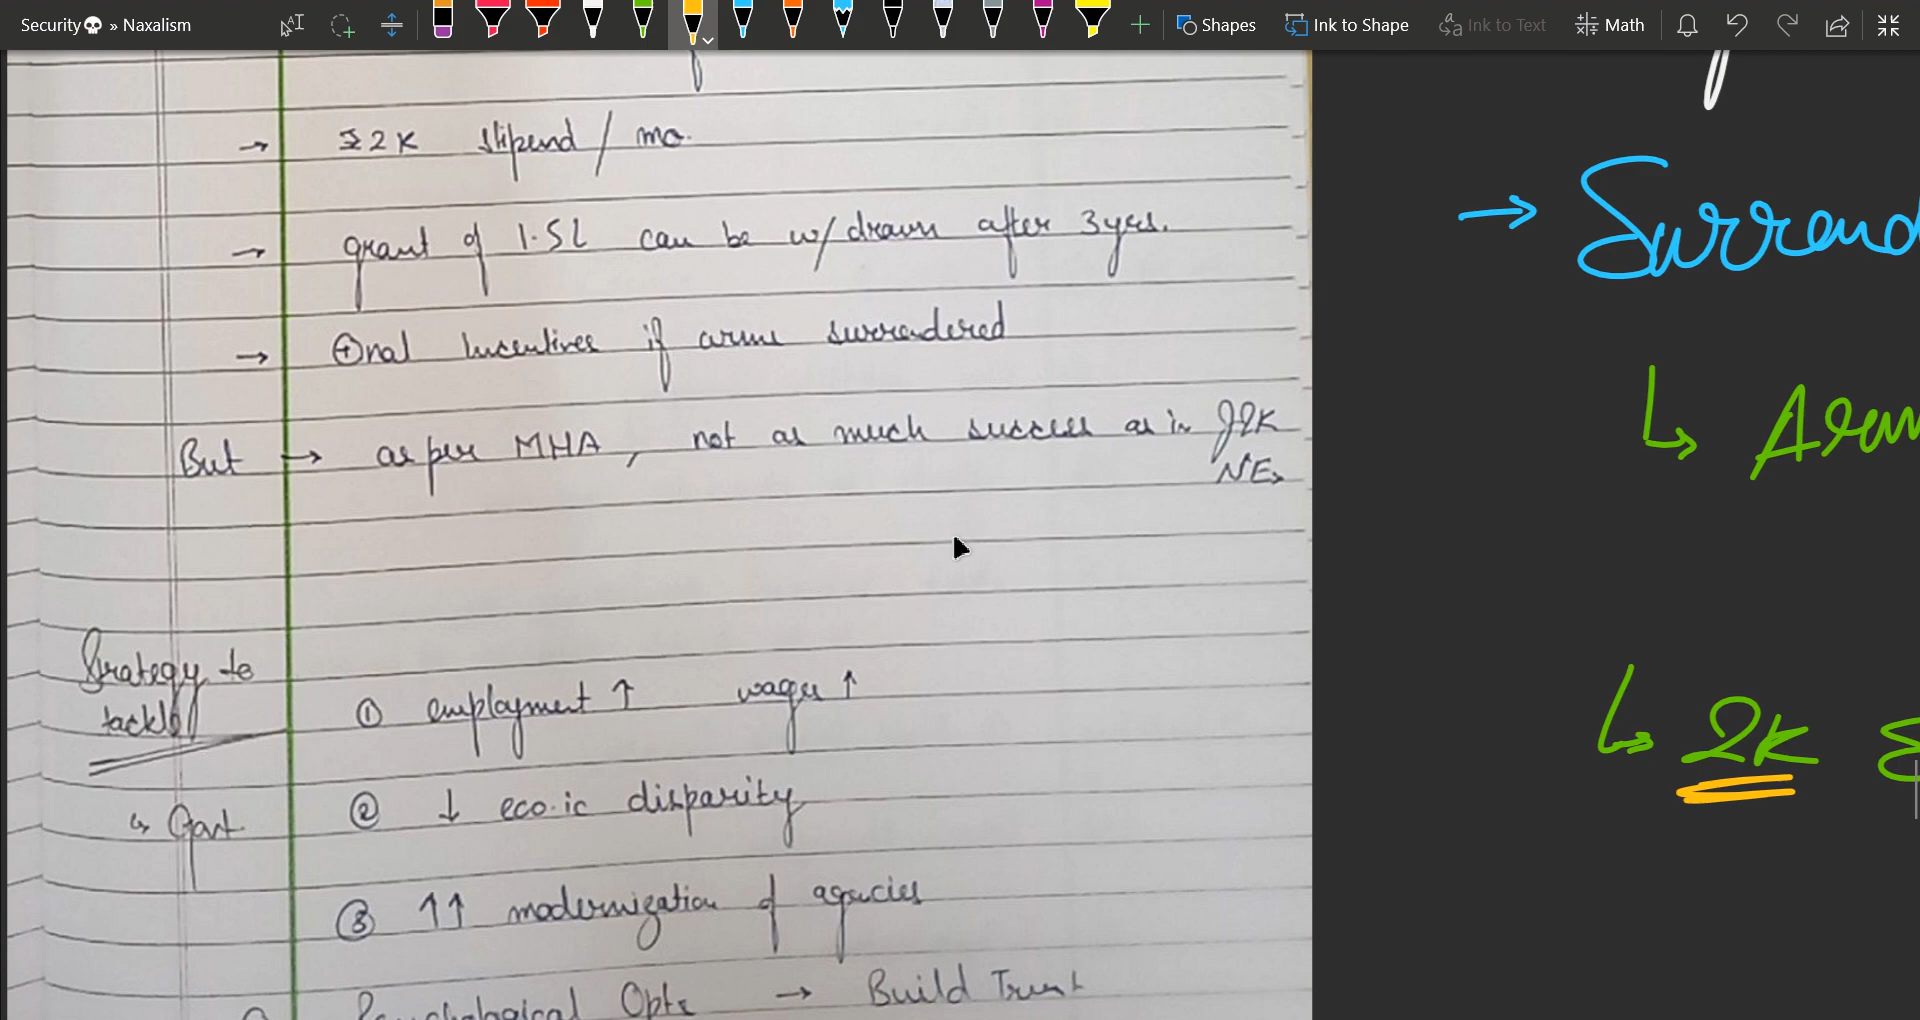 Security💀 » Naxalism
Shapes
Ink to Shape
Ink to Text
Math
→ ₹2K stipend / mo.
→ grant of 1.5L can be w/drawn after 3yrs.
→ ⊕nal Incentives if arms surrendered
But → as per MHA, not as much success as in J&K
NE
Strategy to
tackle
↳ Govt
① employment ↑ wages ↑
② ↓ eco.ic disparity
③ ↑↑ modernization of agencies
Psychological Opts → Build Trust
→ Surrend
↳
↳ 2K